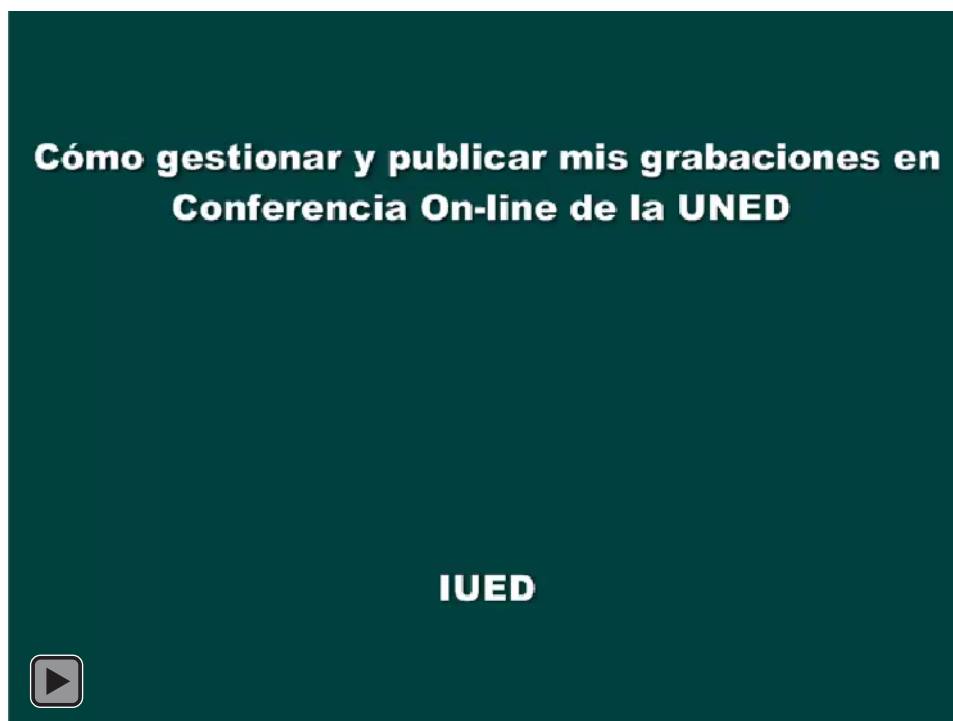 Cómo gestionar y publicar mis grabaciones en
Conferencia On-line de la UNED
IUED